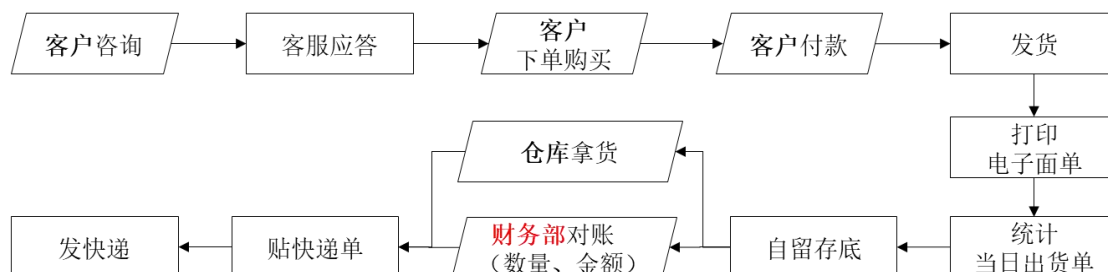 客户咨询
客服应答
客户
下单购买
客户付款
发货
打印
电子面单
仓库拿货
发快递
贴快递单
财务部对账
（数量、金额）
自留存底
统计
当日出货单